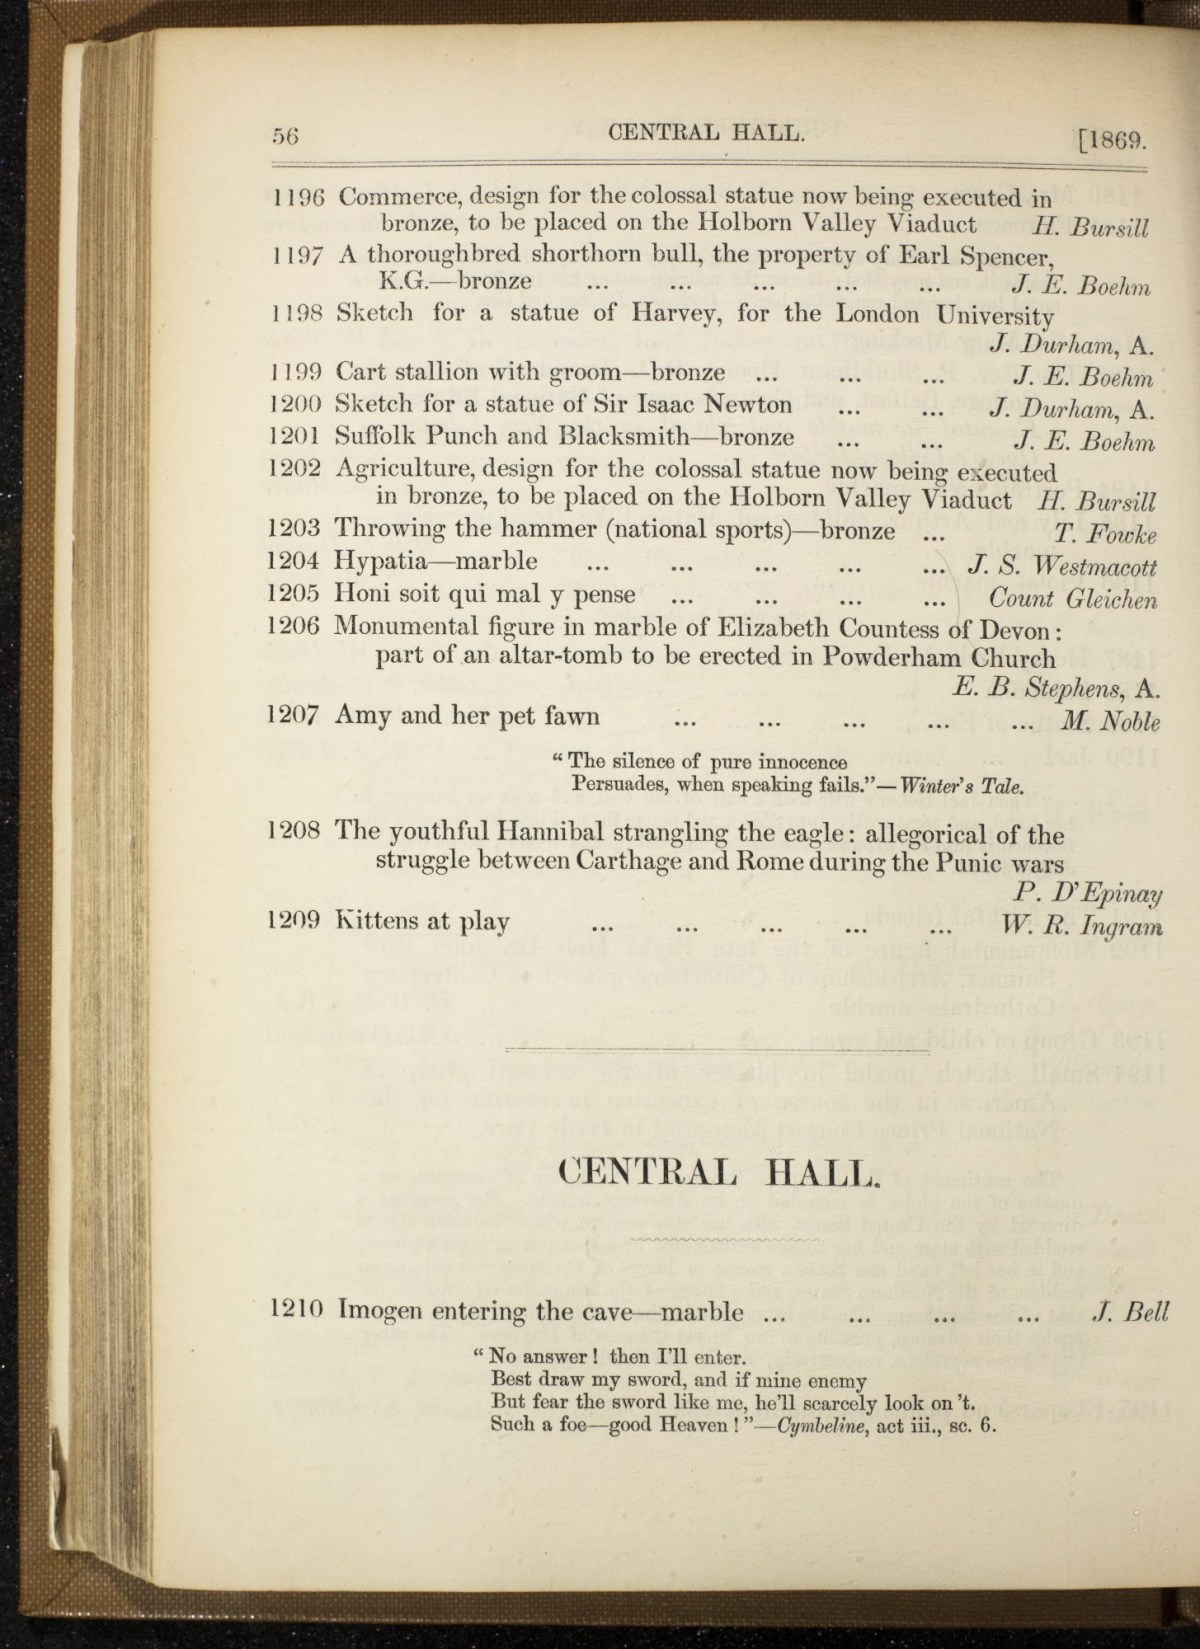 56 CENTRAL HALL. [1869.
1196 Commerce, design for the colossal statue now being executed in
bronze, to be placed on the Holborn Valley Viaduct H. Bursill
1197 A thoroughbred shorthorn bull, the property of Earl Spencer,
K.G.—bronze ... ... ... ... ... J. E. Boehm
1198 Sketch for a statue of Harvey, for the London University
J. Durham, A.
1199 Cart stallion with groom—bronze ... ... ... J. E. Boehm
1200 Sketch for a statue of Sir Isaac Newton ... ... J. Durham, A.
1201 Suffolk Punch and Blacksmith—bronze ... ... J. E. Boehm
1202 Agriculture, design for the colossal statue now being executed
in bronze, to be placed on the Holborn Valley Viaduct H. Bursill
1203 Throwing the hammer (national sports)—bronze ... T. Fowke
1204 Hypatia—marble ... ... ... ... ... J. S. Westmacott
1205 Honi soit qui mal y pense ... ... ... ... Count Gleichen
1206 Monumental figure in marble of Elizabeth Countess of Devon:
part of an altar-tomb to be erected in Powderham Church
E. B. Stephens, A.
1207 Amy and her pet fawn ... ... ... ... ... M. Noble
“The silence of pure innocence
Persuades, when speaking fails.”—Winter's Tale.
1208 The youthful Hannibal strangling the eagle: allegorical of the
struggle between Carthage and Rome during the Punic wars
P. D'Epinay
1209 Kittens at play ... ... ... ... ... W. R. Ingram
CENTRAL HALL.
1210 Imogen entering the cave—marble ... ... ... ... J. Bell
“No answer! then I'll enter.
Best draw my sword, and if mine enemy
But fear the sword like me, he'll scarcely look on 't.
Such a foe—good Heaven!”—Cymbeline, act iii., sc. 6.